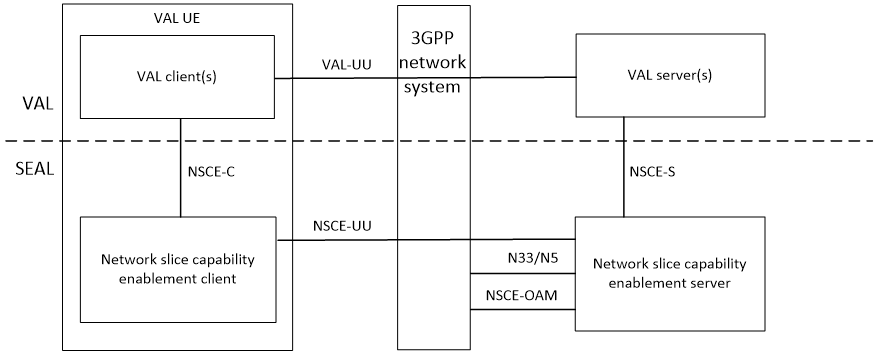 VAL UE
VAL client(s)
VAL-UU
3GPP
network
system
VAL server(s)
VAL
SEAL
NSCE-C
NSCE-S
NSCE-UU
Network slice capability
enablement client
N33/N5
NSCE-OAM
Network slice capability
enablement server